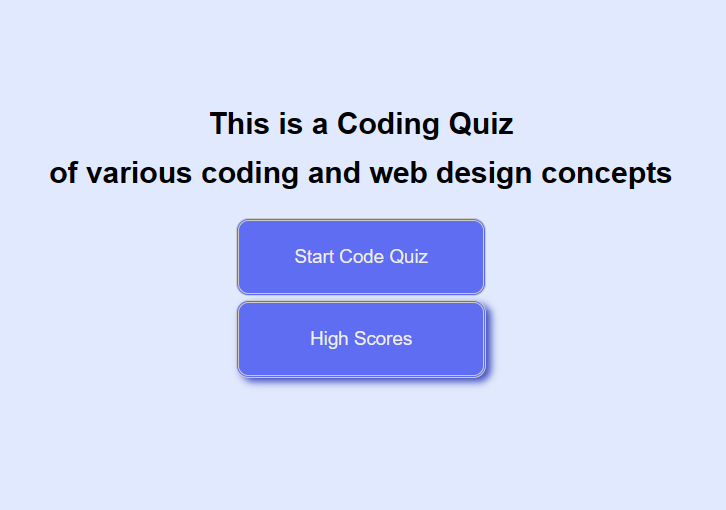 This is a Coding Quiz
of various coding and web design concepts
Start Code Quiz
High Scores